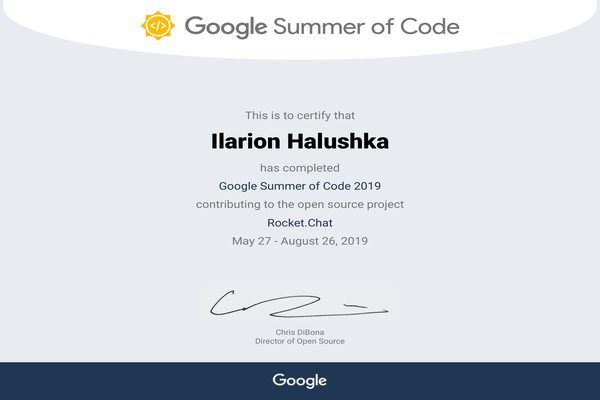 Google Summer of Code
This is to certify that
Ilarion Halushka
has completed
Google Summer of Code 2019
contributing to the open source project
Rocket.Chat
May 27 - August 26, 2019
Chris DiBona
Director of Open Source
Google